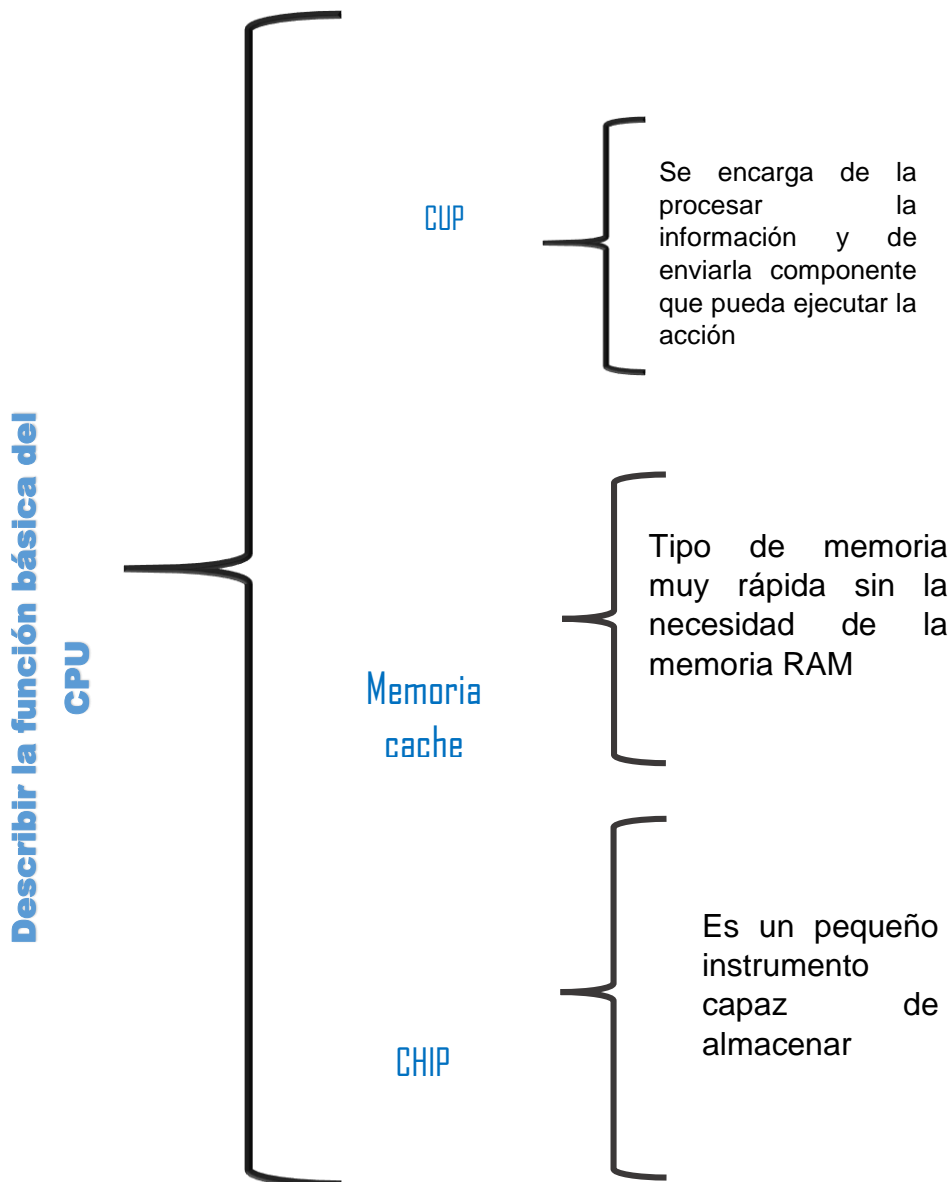 Describir la función básica del
CPU
CUP
Se encarga de la
procesar la
información y de
enviarla componente
que pueda ejecutar la
acción
Memoria
cache
Tipo de memoria
muy rápida sin la
necesidad de la
memoria RAM
CHIP
Es un pequeño
instrumento
capaz de
almacenar